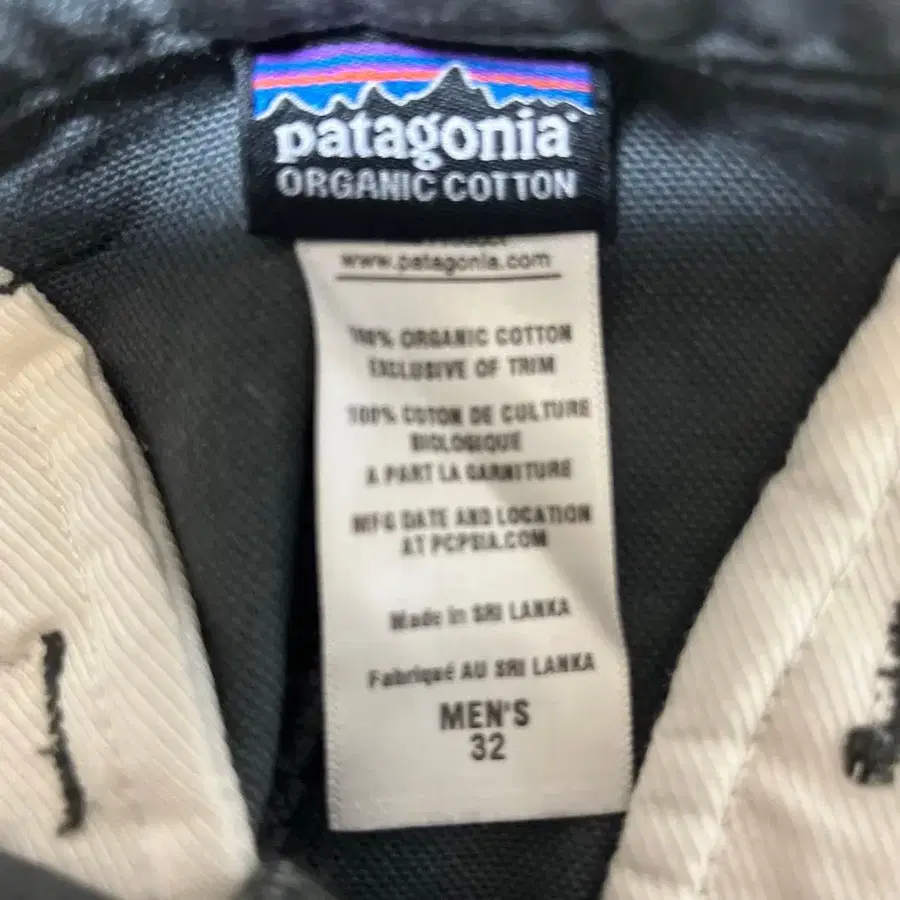 patagonia
ORGANIC COTTON
www.patagonia.com
100% ORGANIC COTTON
EXCLUSIVE OF TRIM
100% COTON DE CULTURE
BIOLOGIQUE
A PART LA GARNITURE
MFG DATE AND LOCATION
AT PCPSIA.COM
Made in SRI LANKA
Fabriqué AU SRI LANKA
MEN'S
32